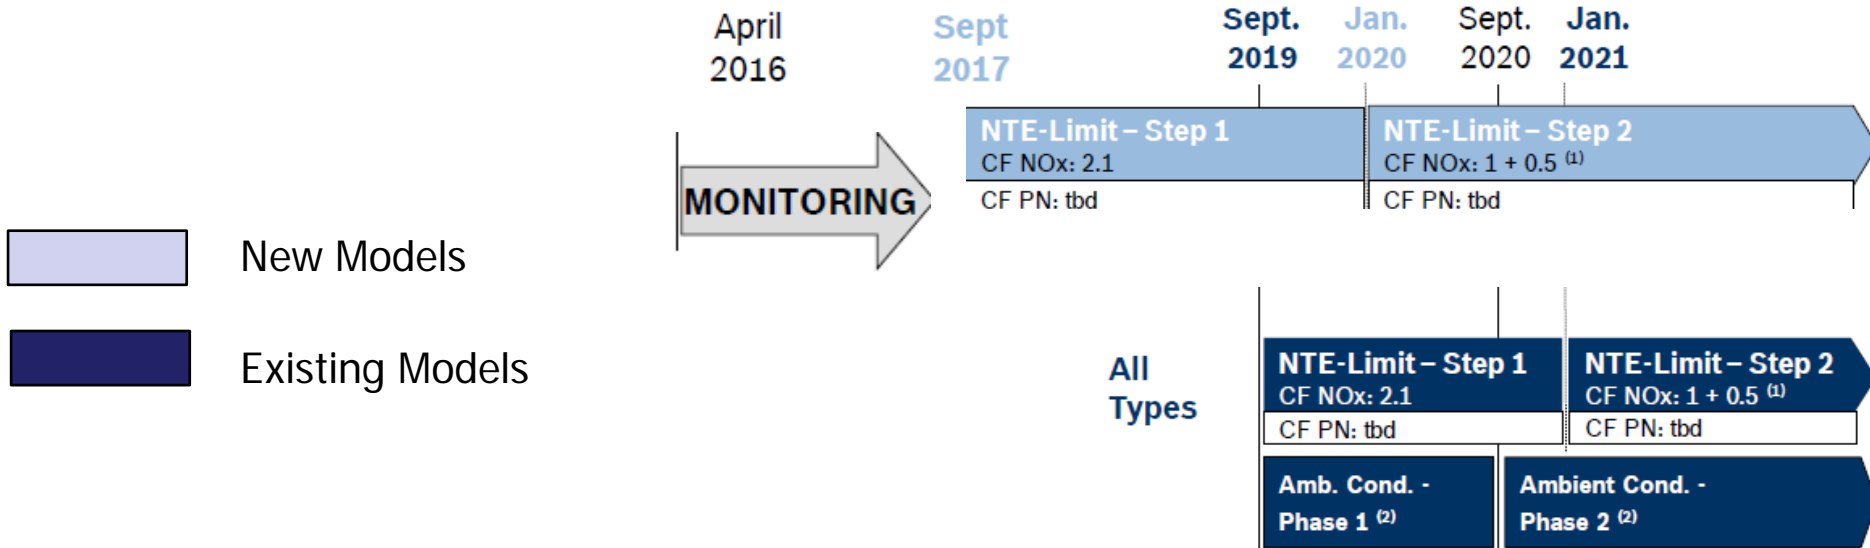 April
2016
Sept
2017
Sept.
2019
Jan.
2020
Sept.
2020
Jan.
2021
MONITORING
NTE-Limit – Step 1
CF NOx: 2.1
CF PN: tbd
NTE-Limit – Step 2
CF NOx: 1 + 0.5 (1)
CF PN: tbd
New Models
Existing Models
All
Types
NTE-Limit – Step 1
CF NOx: 2.1
CF PN: tbd
NTE-Limit – Step 2
CF NOx: 1 + 0.5 (1)
CF PN: tbd
Amb. Cond. -
Phase 1 (2)
Ambient Cond. -
Phase 2 (2)